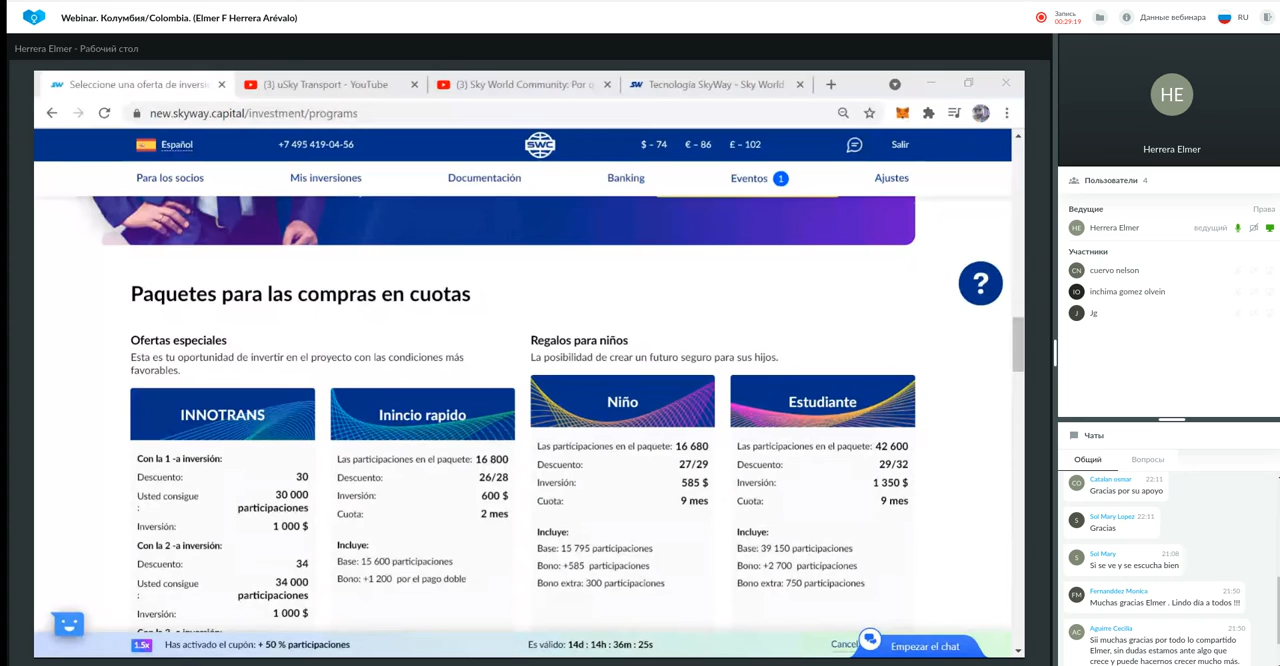 Webinar. Колумбия/Colombia. (Elmer F Herrera Arévalo)
Запись
00:29:19
Данные вебинара
RU
Herrera Elmer - Рабочий стол
Seleccione una oferta de inversió
(3) uSky Transport - YouTube
(3) Sky World Community: Por q
Tecnología SkyWay - Sky World
new.skyway.capital/investment/programs
Español
+7 495 419-04-56
SWC
$ – 74
€ – 86
£ – 102
Salir
Para los socios
Mis inversiones
Documentación
Banking
Eventos
1
Ajustes
?
Paquetes para las compras en cuotas
Ofertas especiales
Esta es tu oportunidad de invertir en el proyecto con las condiciones más
favorables.
INNOTRANS
Con la 1 -a inversión:
Descuento: 30
Usted consigue 30 000
: participaciones
Inversión: 1 000 $
Con la 2 -a inversión:
Descuento: 34
Usted consigue 34 000
: participaciones
Inversión: 1 000 $
Inincio rapido
Las participaciones en el paquete: 16 800
Descuento: 26/28
Inversión: 600 $
Cuota: 2 mes
Incluye:
Base: 15 600 participaciones
Bono: +1 200 por el pago doble
Regalos para niños
La posibilidad de crear un futuro seguro para sus hijos.
Niño
Las participaciones en el paquete: 16 680
Descuento: 27/29
Inversión: 585 $
Cuota: 9 mes
Incluye:
Base: 15 795 participaciones
Bono: +585 participaciones
Bono extra: 300 participaciones
Estudiante
Las participaciones en el paquete: 42 600
Descuento: 29/32
Inversión: 1 350 $
Cuota: 9 mes
Incluye:
Base: 39 150 participaciones
Bono: +2 700 participaciones
Bono extra: 750 participaciones
1.5x
Has activado el cupón: + 50 % participaciones
Es válido: 14d : 14h : 36m : 25s
Cancel
Empezar el chat
HE
Herrera Elmer
Пользователи 4
Ведущие
Права
HE
Herrera Elmer
ведущий
Участники
CN
cuervo nelson
IO
inchima gomez olvein
J
Jg
Чаты
Общий
Вопросы
CO
Catalan osmar 22:11
Gracias por su apoyo
S
Sol Mary Lopez 22:11
Gracias
S
Sol Mary 21:08
Si se ve y se escucha bien
FM
Fernanddez Monica 21:50
Muchas gracias Elmer . Lindo día a todos !!!
AC
Aguirre Cecilia 21:50
Sii muchas gracias por todo lo compartido
Elmer, sin dudas estamos ante algo que
crece y puede hacernos crecer mucho más.